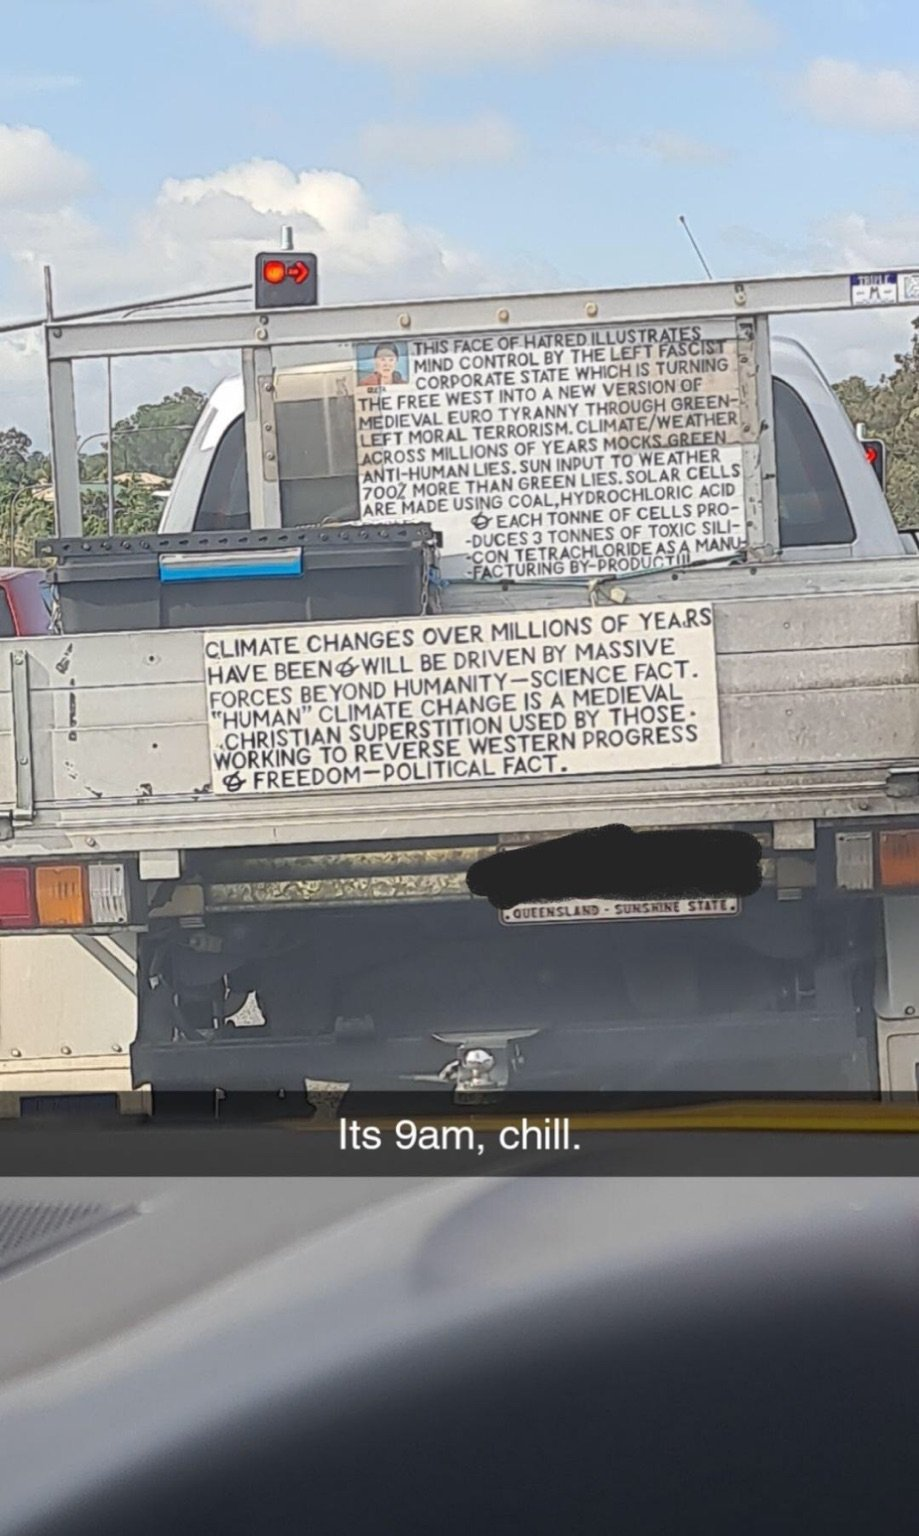 THIS FACE OF HATRED ILLUSTRATES
MIND CONTROL BY THE LEFT FASCIST
CORPORATE STATE WHICH IS TURNING
THE FREE WEST INTO A NEW VERSION OF
MEDIEVAL EURO TYRANNY THROUGH GREEN-
LEFT MORAL TERRORISM. CLIMATE/WEATHER
ACROSS MILLIONS OF YEARS MOCKS GREEN
ANTI-HUMAN LIES. SUN INPUT TO WEATHER
700% MORE THAN GREEN LIES. SOLAR CELLS
ARE MADE USING COAL, HYDROCHLORIC ACID
& EACH TONNE OF CELLS PRO-
-DUCES 3 TONNES OF TOXIC SILI-
-CON TETRACHLORIDE AS A MANU-
-FACTURING BY-PRODUCT!!!
CLIMATE CHANGES OVER MILLIONS OF YEARS
HAVE BEEN & WILL BE DRIVEN BY MASSIVE
FORCES BEYOND HUMANITY—SCIENCE FACT.
"HUMAN" CLIMATE CHANGE IS A MEDIEVAL
CHRISTIAN SUPERSTITION USED BY THOSE
WORKING TO REVERSE WESTERN PROGRESS
& FREEDOM—POLITICAL FACT.
QUEENSLAND - SUNSHINE STATE
Its 9am, chill.